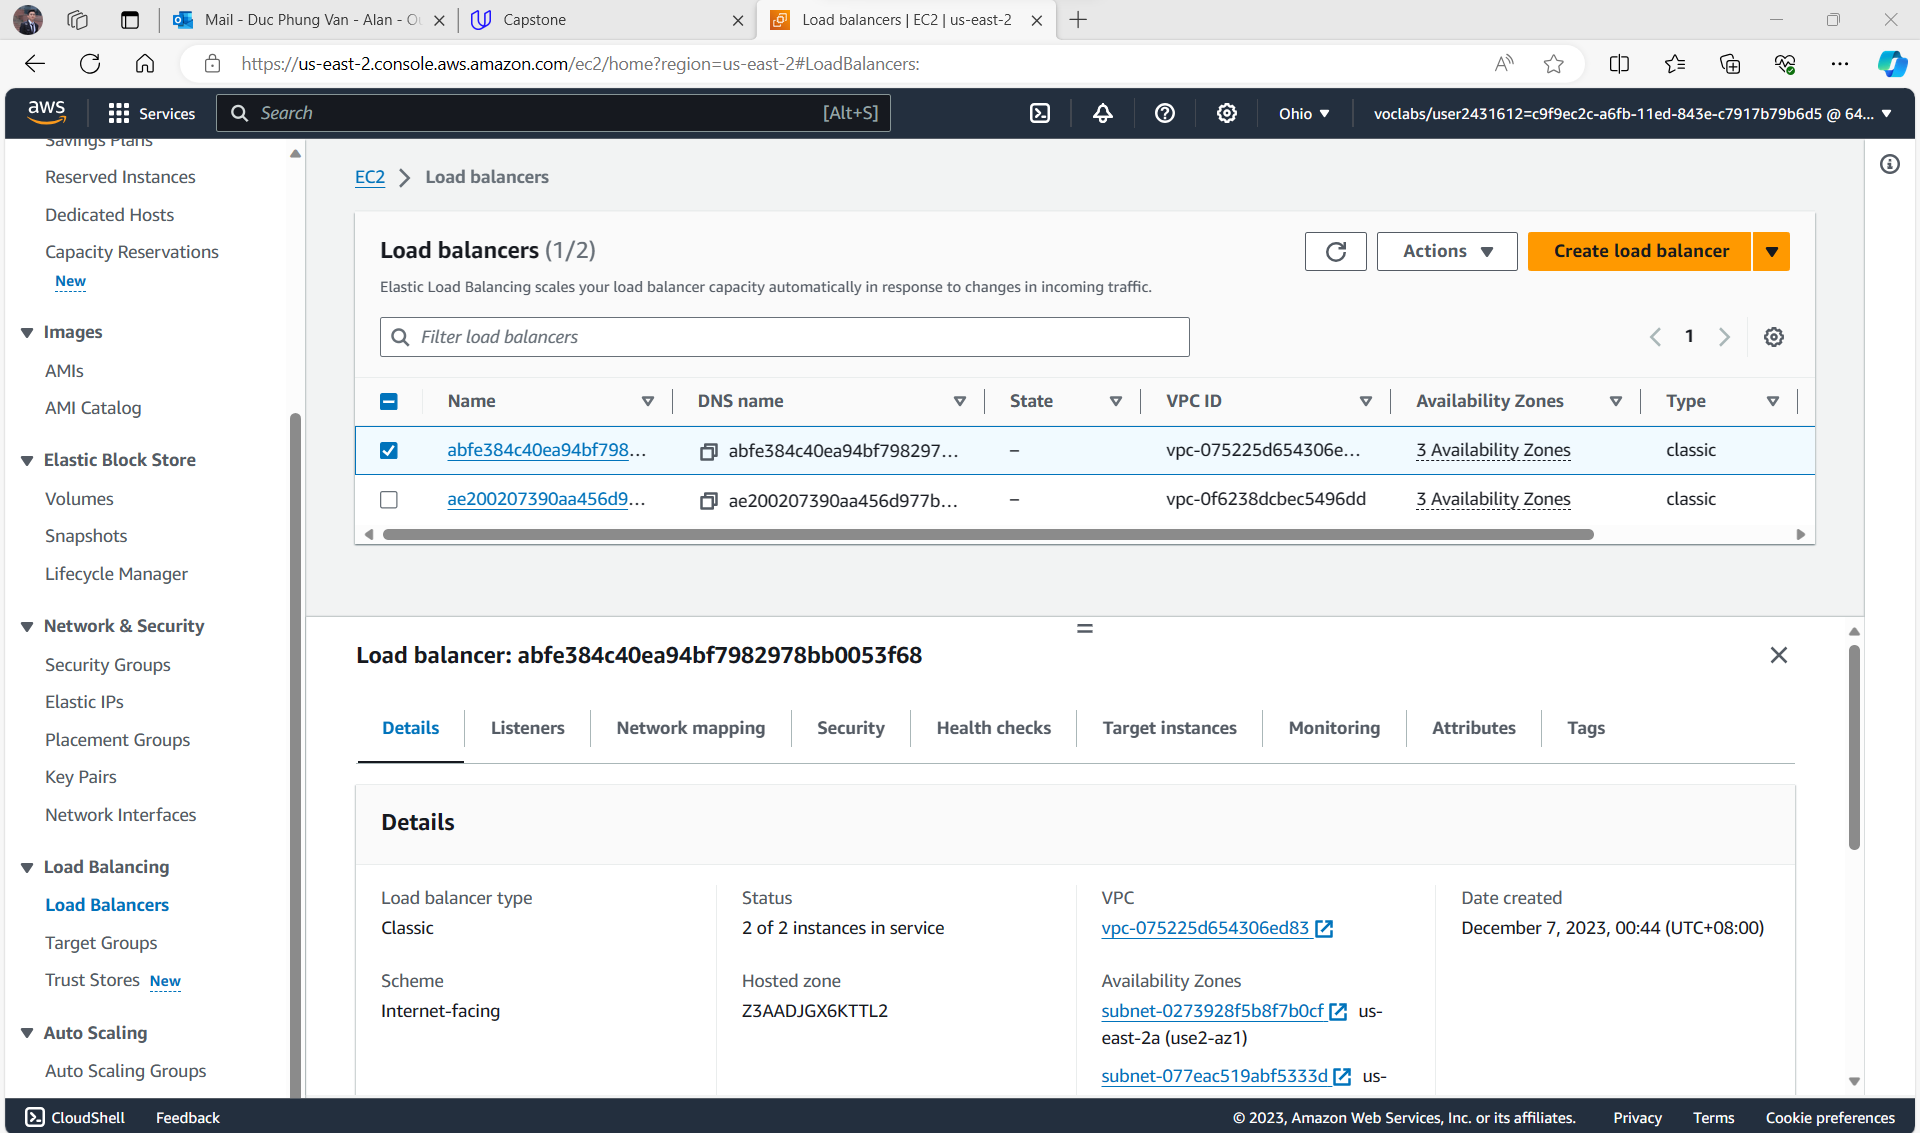 Mail - Duc Phung Van - Alan - Ou
Capstone
Load balancers | EC2 | us-east-2
https://us-east-2.console.aws.amazon.com/ec2/home?region=us-east-2#LoadBalancers:
aws
Services
Search
[Alt+S]
Ohio
voclabs/user2431612=c9f9ec2c-a6fb-11ed-843e-c7917b79b6d5 @ 64...
Savings Plans
Reserved Instances
Dedicated Hosts
Capacity Reservations
New
Images
AMIs
AMI Catalog
Elastic Block Store
Volumes
Snapshots
Lifecycle Manager
Network & Security
Security Groups
Elastic IPs
Placement Groups
Key Pairs
Network Interfaces
Load Balancing
Load Balancers
Target Groups
Trust Stores New
Auto Scaling
Auto Scaling Groups
EC2 > Load balancers
Load balancers (1/2)
Actions
Create load balancer
Elastic Load Balancing scales your load balancer capacity automatically in response to changes in incoming traffic.
Filter load balancers
1
Name DNS name State VPC ID Availability Zones Type
abfe384c40ea94bf798... abfe384c40ea94bf798297... – vpc-075225d654306e... 3 Availability Zones classic
ae200207390aa456d9... ae200207390aa456d977b... – vpc-0f6238dcbec5496dd 3 Availability Zones classic
Load balancer: abfe384c40ea94bf7982978bb0053f68
Details Listeners Network mapping Security Health checks Target instances Monitoring Attributes Tags
Details
Load balancer type
Classic
Scheme
Internet-facing
Status
2 of 2 instances in service
Hosted zone
Z3AADJGX6KTTL2
VPC
vpc-075225d654306ed83
Availability Zones
subnet-0273928f5b8f7b0cf us-
east-2a (use2-az1)
subnet-077eac519abf5333d us-
Date created
December 7, 2023, 00:44 (UTC+08:00)
CloudShell
Feedback
© 2023, Amazon Web Services, Inc. or its affiliates.
Privacy
Terms
Cookie preferences